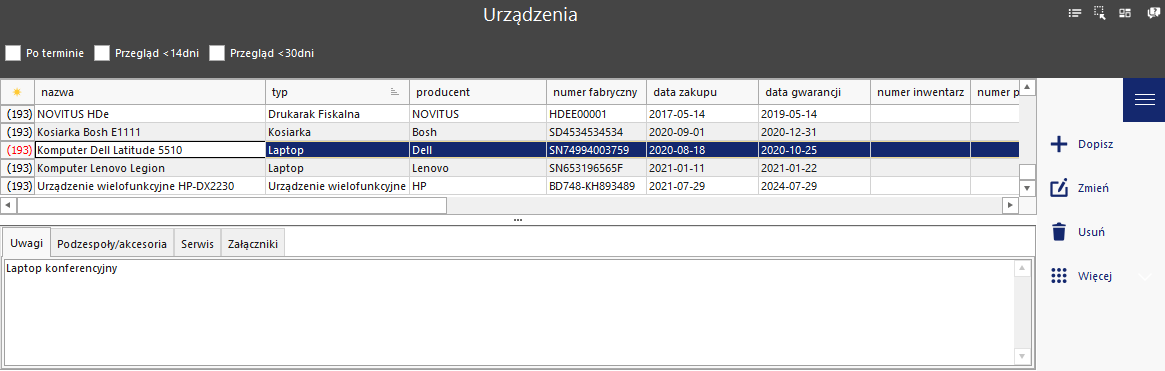 Urządzenia
Po terminie Przegląd <14dni Przegląd <30dni
nazwa typ producent numer fabryczny data zakupu data gwarancji numer inwentarz numer p
(193) NOVITUS HDe Drukarak Fiskalna NOVITUS HDEE00001 2017-05-14 2019-05-14
(193) Kosiarka Bosh E1111 Kosiarka Bosh SD4534534534 2020-09-01 2020-12-31
(193) Komputer Dell Latitude 5510 Laptop Dell SN74994003759 2020-08-18 2020-10-25
(193) Komputer Lenovo Legion Laptop Lenovo SN653196565F 2021-01-11 2021-01-22
(193) Urządzenie wielofunkcyjne HP-DX2230 Urządzenie wielofunkcyjne HP BD748-KH893489 2021-07-29 2024-07-29
Dopisz
Zmień
Usuń
Więcej
Uwagi Podzespoły/akcesoria Serwis Załączniki
Laptop konferencyjny